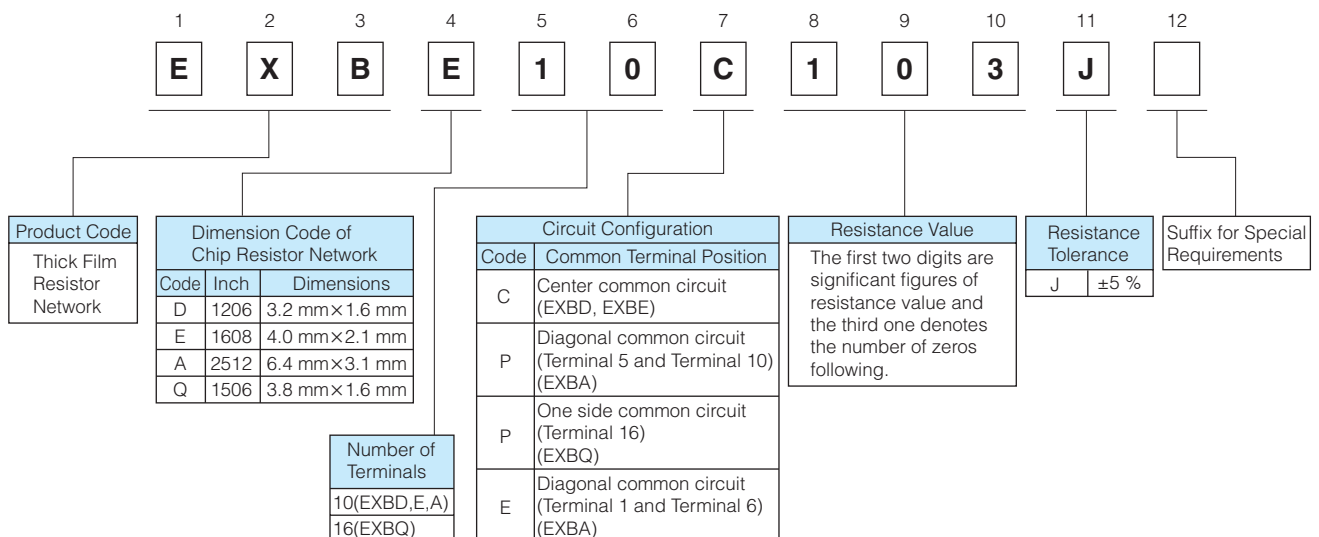 1 2 3 4 5 6 7 8 9 10 11 12
E X B E 1 0 C 1 0 3 J
Product Code
Thick Film
Resistor
Network
Dimension Code of
Chip Resistor Network
Code Inch Dimensions
D 1206 3.2 mm×1.6 mm
E 1608 4.0 mm×2.1 mm
A 2512 6.4 mm×3.1 mm
Q 1506 3.8 mm×1.6 mm
Number of
Terminals
10(EXBD,E,A)
16(EXBQ)
Circuit Configuration
Code Common Terminal Position
C Center common circuit
(EXBD, EXBE)
P Diagonal common circuit
(Terminal 5 and Terminal 10)
(EXBA)
P One side common circuit
(Terminal 16)
(EXBQ)
E Diagonal common circuit
(Terminal 1 and Terminal 6)
(EXBA)
Resistance Value
The first two digits are
significant figures of
resistance value and
the third one denotes
the number of zeros
following.
Resistance
Tolerance
J ±5 %
Suffix for Special
Requirements